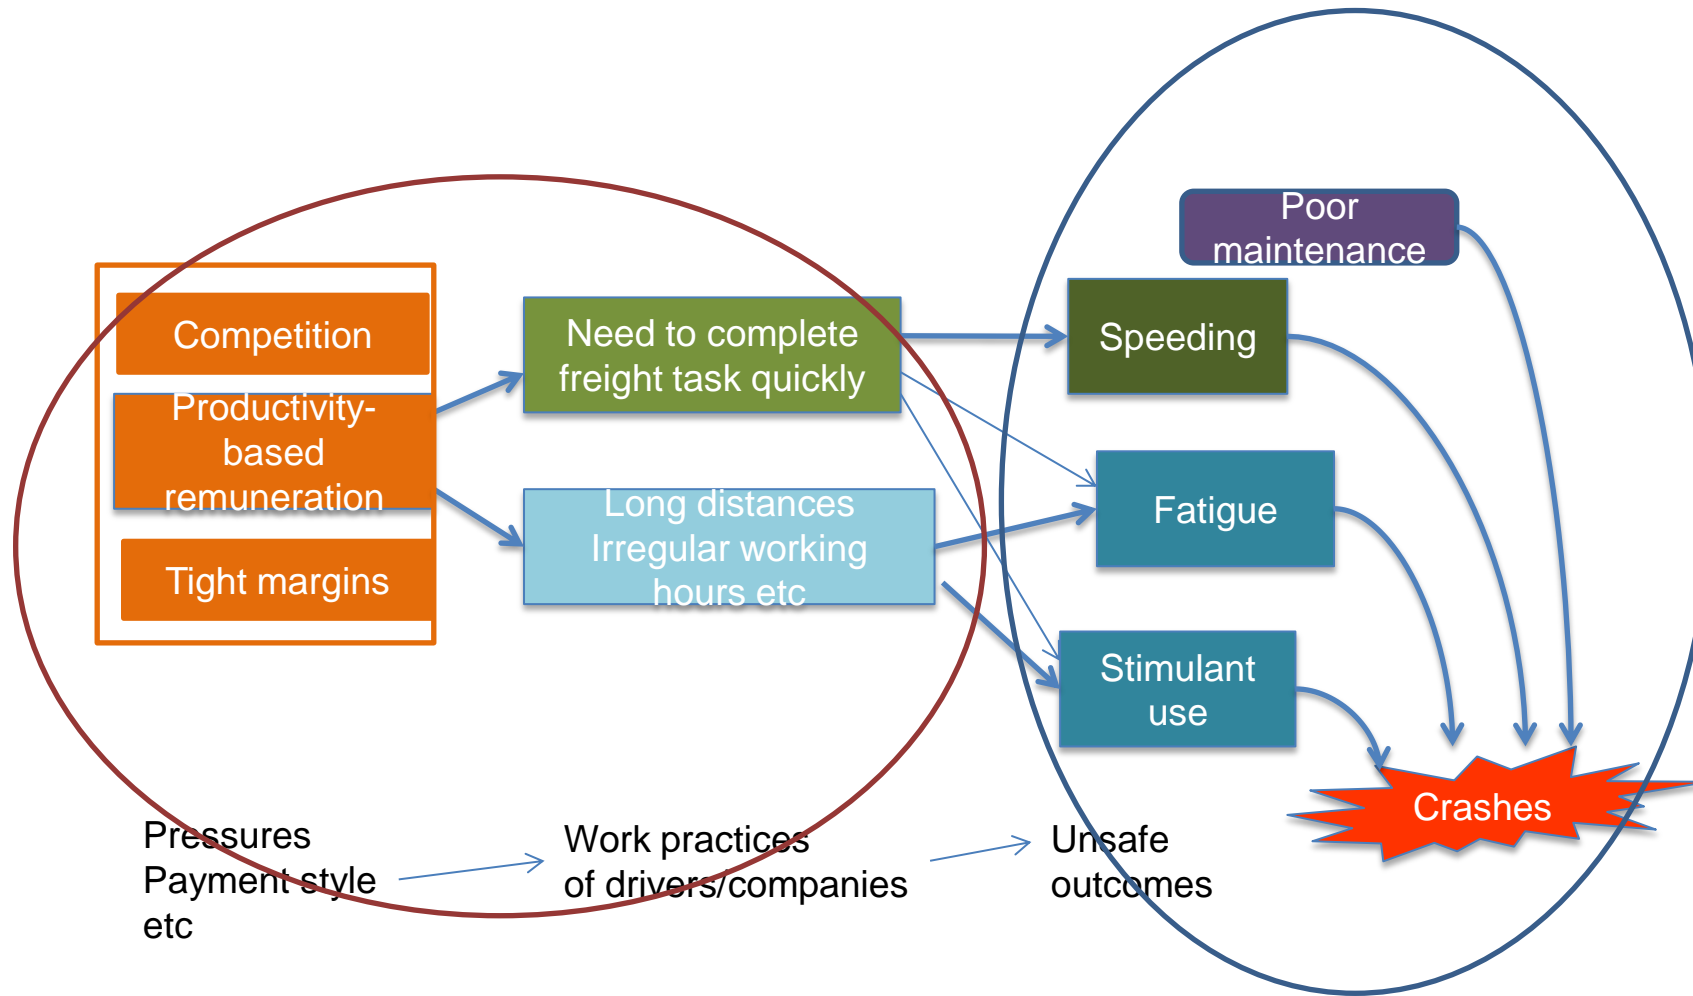 Competition
Productivity-
based
remuneration
Tight margins
Need to complete
freight task quickly
Long distances
Irregular working
hours etc
Poor
maintenance
Speeding
Fatigue
Stimulant
use
Crashes
Pressures
Payment style
etc
Work practices
of drivers/companies
Unsafe
outcomes